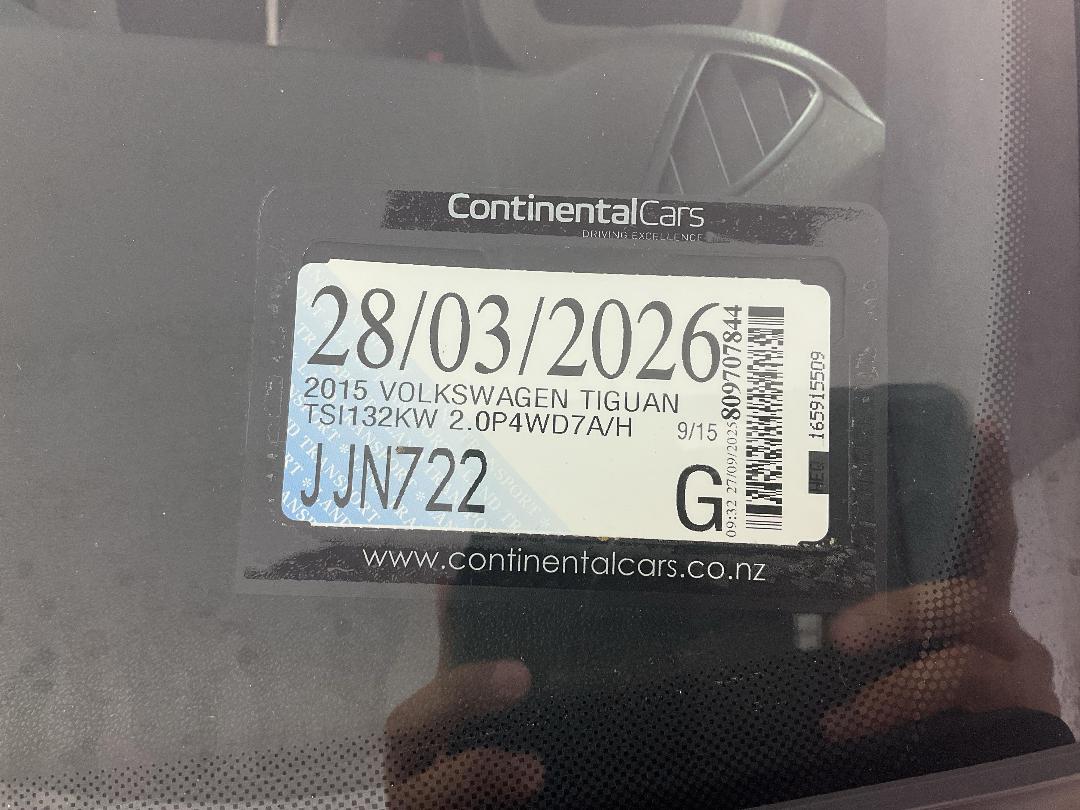 ContinentalCars
DRIVING EXCELLENCE
28/03/2026
2015 VOLKSWAGEN TIGUAN
TSI132KW 2.0P4WD7A/H 9/15
JJN722 G
09:32 27/09/2025 809707844
165915509
www.continentalcars.co.nz